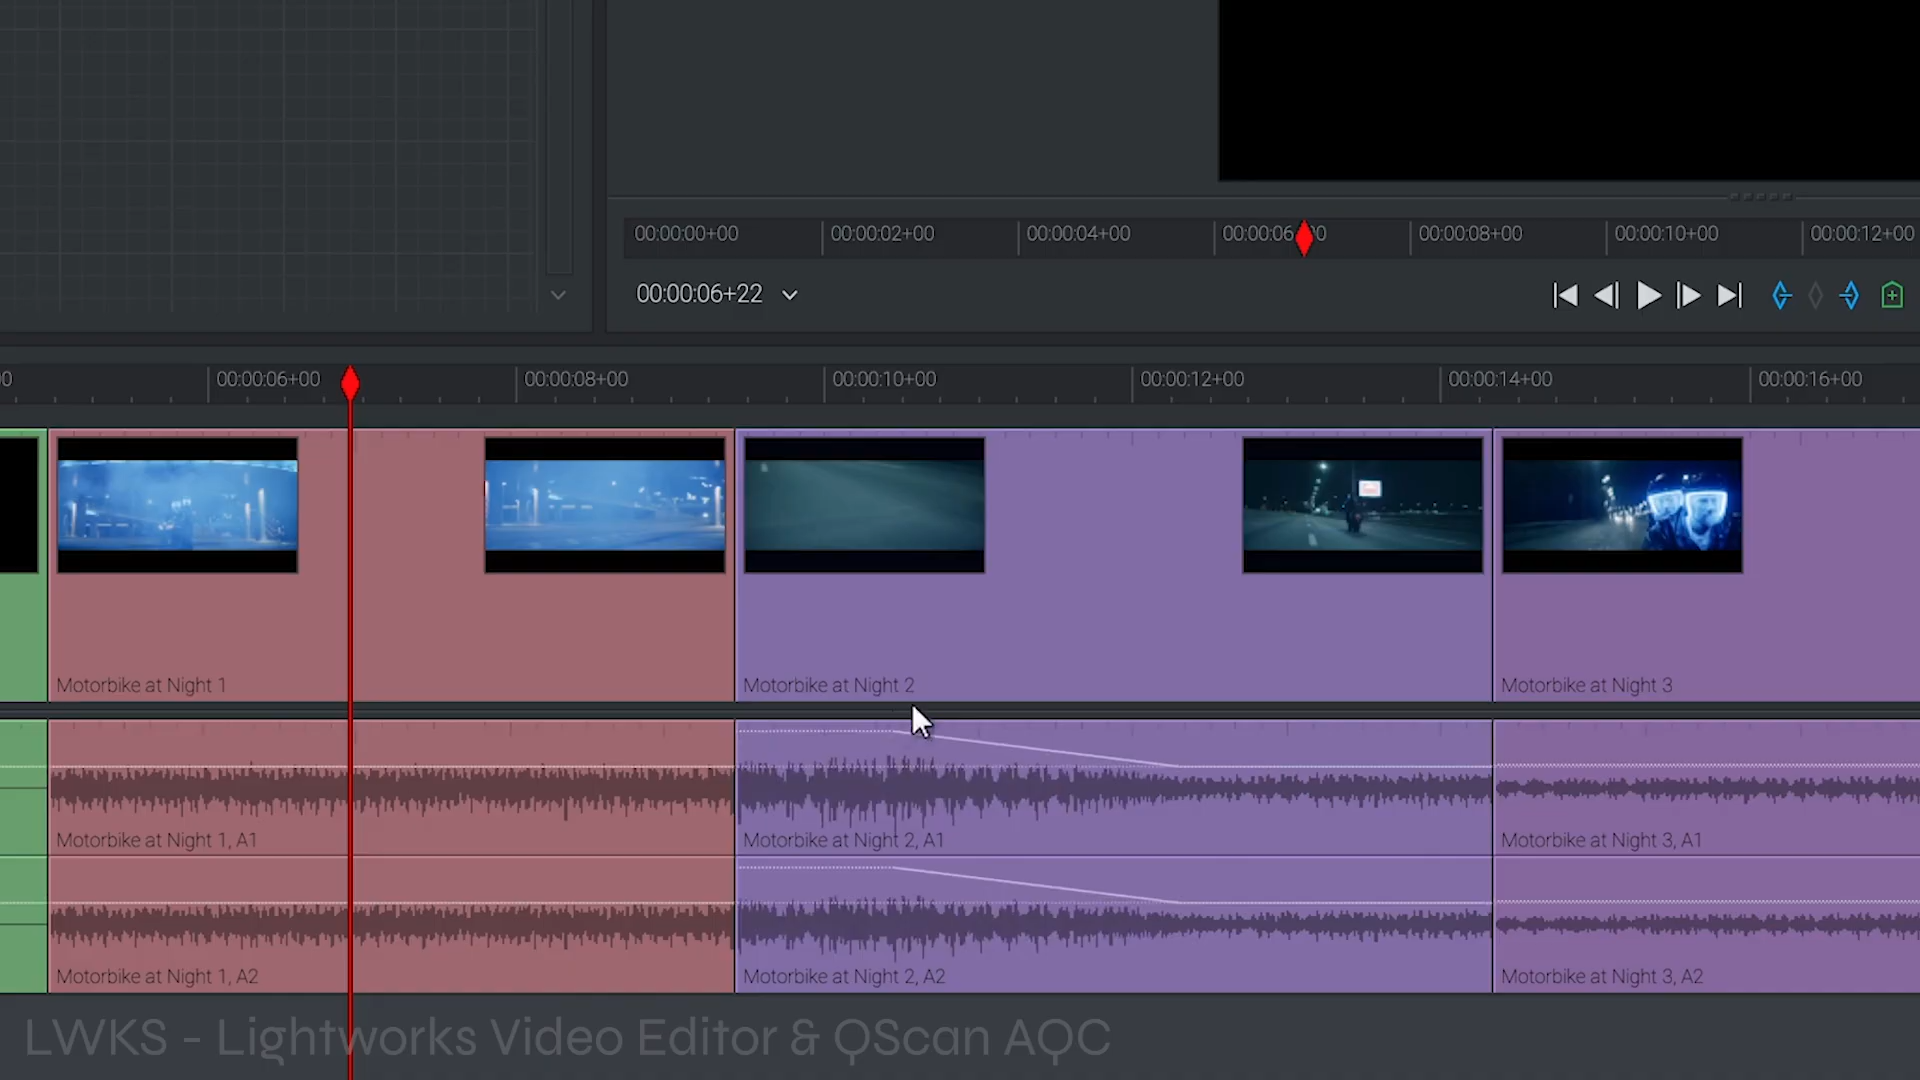 00:00:00+00 00:00:02+00 00:00:04+00 00:00:08+00 00:00:10+00 00:00:12+00
00:00:06+22
00:00:06+00 00:00:08+00 00:00:10+00 00:00:12+00 00:00:14+00 00:00:16+00
Motorbike at Night 1 Motorbike at Night 2 Motorbike at Night 3
Motorbike at Night 1, A1 Motorbike at Night 2, A1 Motorbike at Night 3, A1
Motorbike at Night 1, A2 Motorbike at Night 2, A2 Motorbike at Night 3, A2
LWKS - Lightworks Video Editor & QScan AQC